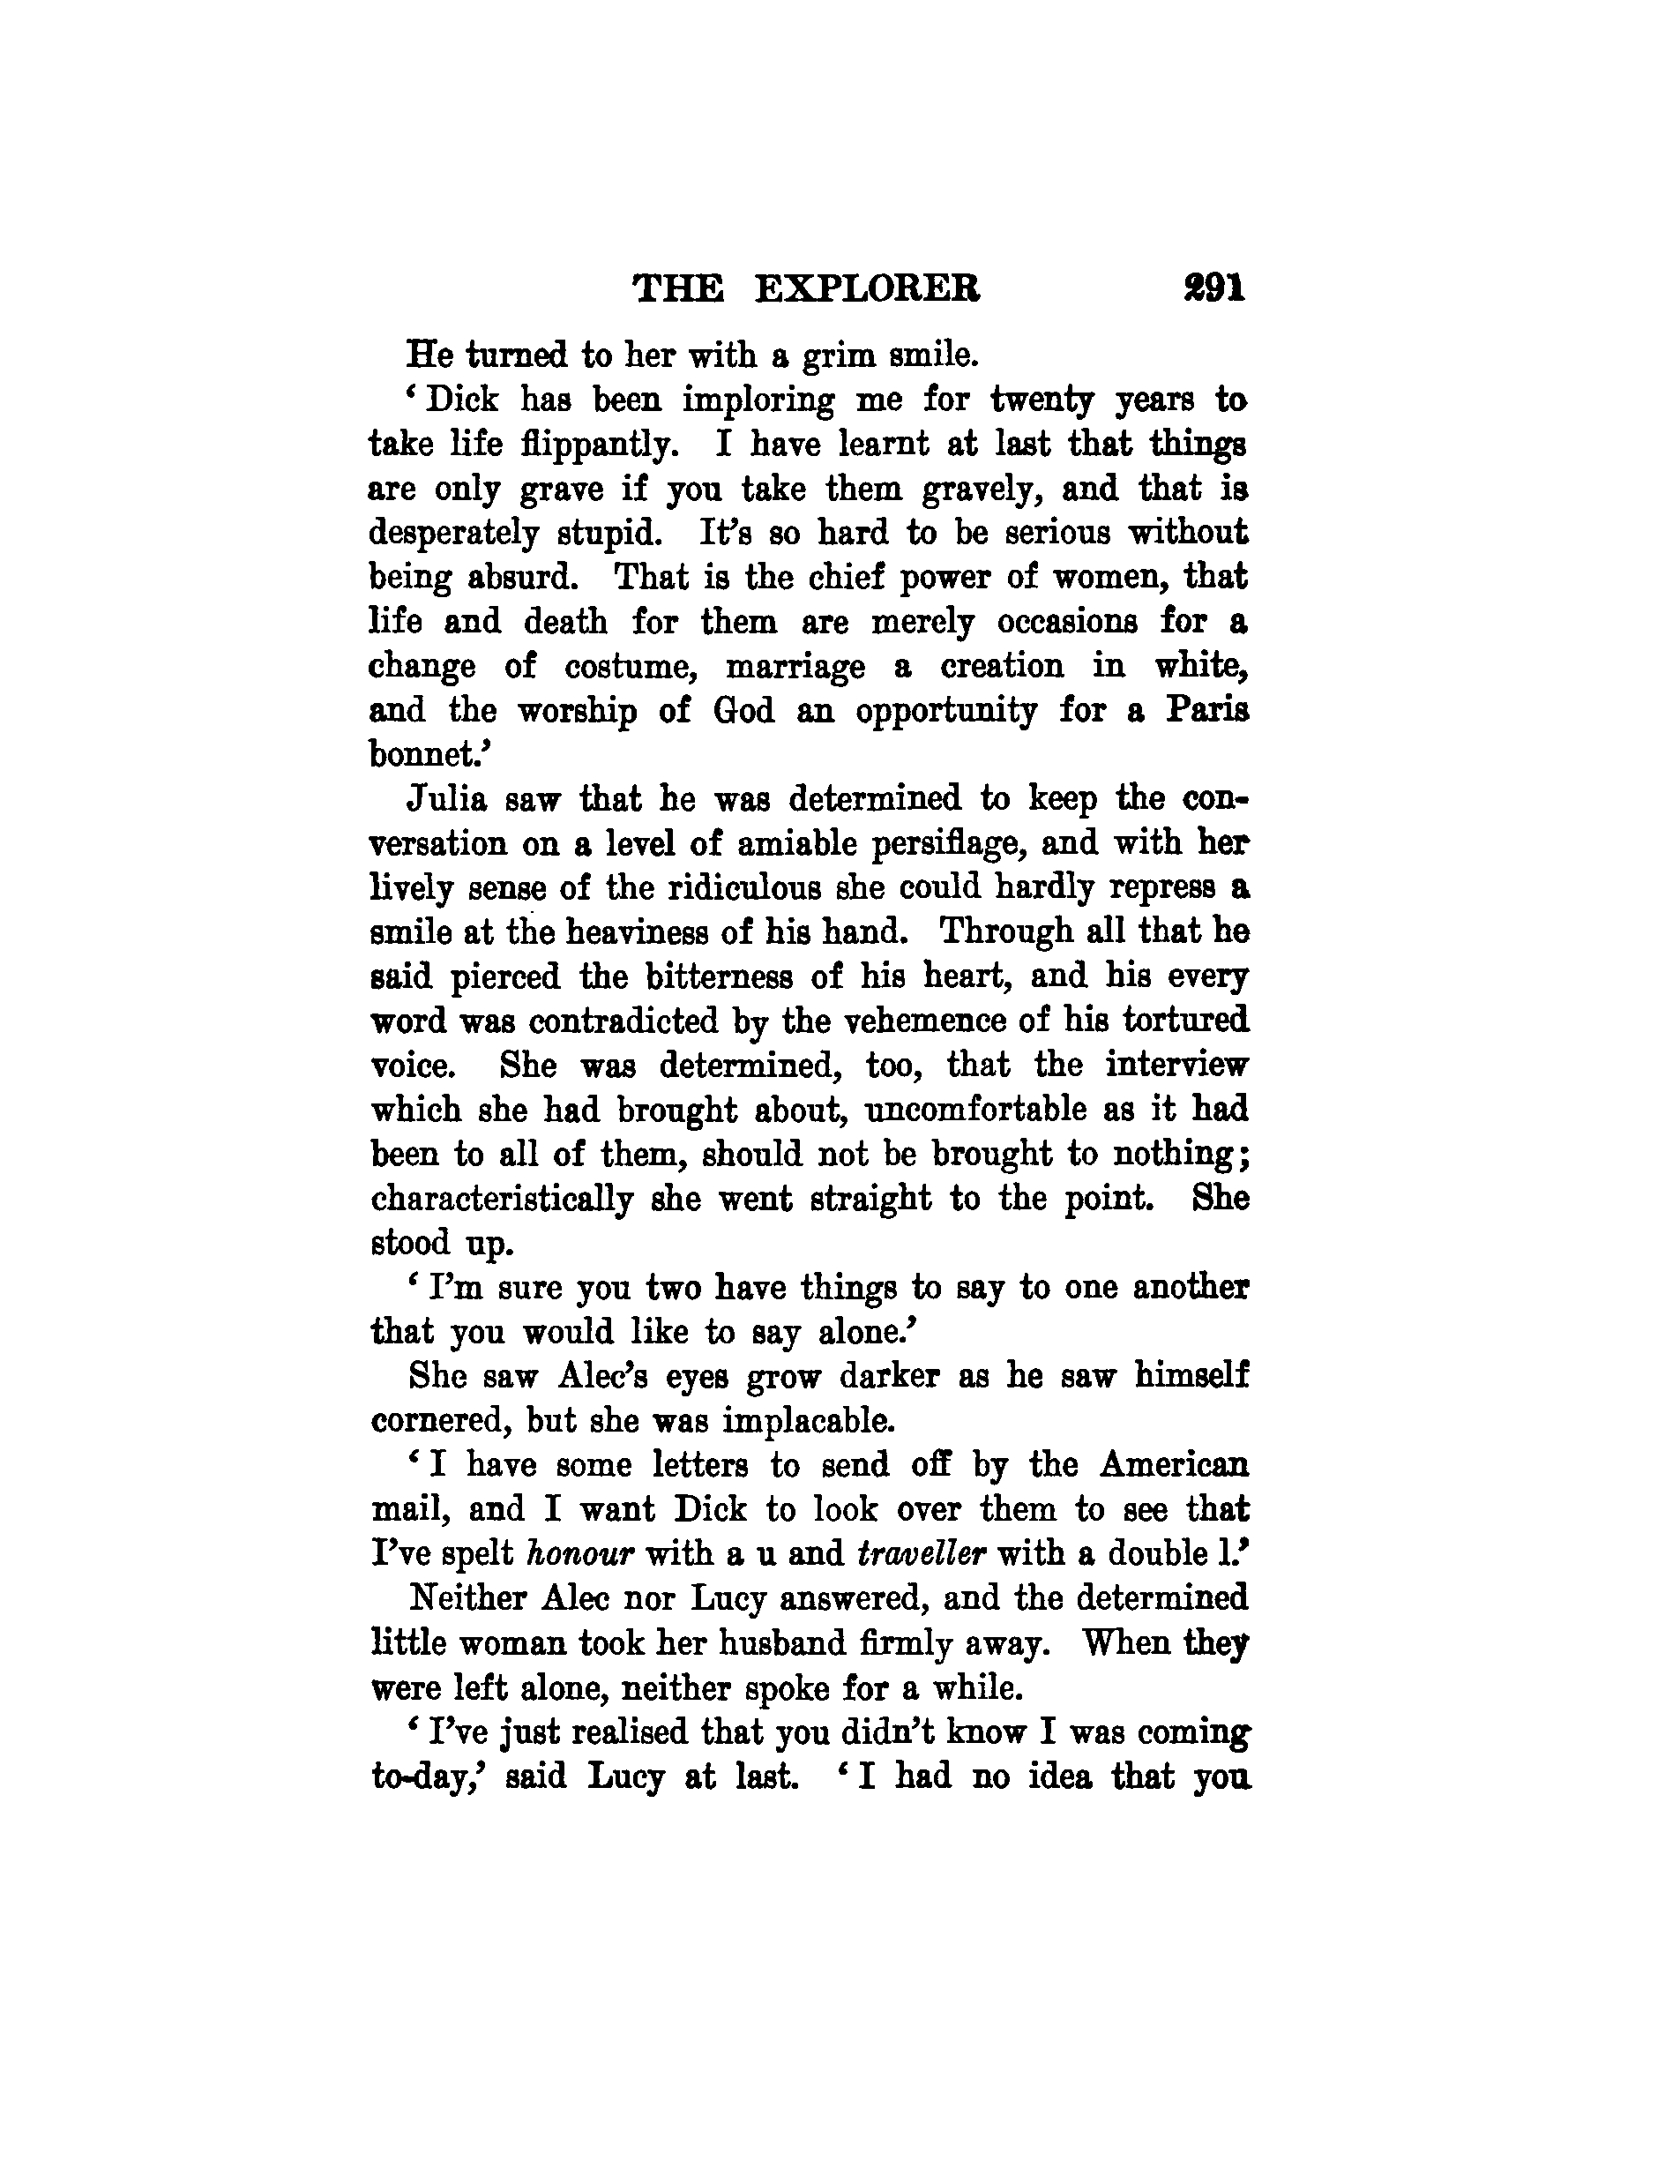 THE EXPLORER 291
He turned to her with a grim smile.
‘Dick has been imploring me for twenty years to
take life flippantly. I have learnt at last that things
are only grave if you take them gravely, and that is
desperately stupid. It’s so hard to be serious without
being absurd. That is the chief power of women, that
life and death for them are merely occasions for a
change of costume, marriage a creation in white,
and the worship of God an opportunity for a Paris
bonnet.’
Julia saw that he was determined to keep the con-
versation on a level of amiable persiflage, and with her
lively sense of the ridiculous she could hardly repress a
smile at the heaviness of his hand. Through all that he
said pierced the bitterness of his heart, and his every
word was contradicted by the vehemence of his tortured
voice. She was determined, too, that the interview
which she had brought about, uncomfortable as it had
been to all of them, should not be brought to nothing;
characteristically she went straight to the point. She
stood up.
‘I’m sure you two have things to say to one another
that you would like to say alone.’
She saw Alec’s eyes grow darker as he saw himself
cornered, but she was implacable.
‘I have some letters to send off by the American
mail, and I want Dick to look over them to see that
I’ve spelt honour with a u and traveller with a double l.’
Neither Alec nor Lucy answered, and the determined
little woman took her husband firmly away. When they
were left alone, neither spoke for a while.
‘I’ve just realised that you didn’t know I was coming
to-day,’ said Lucy at last. ‘I had no idea that you